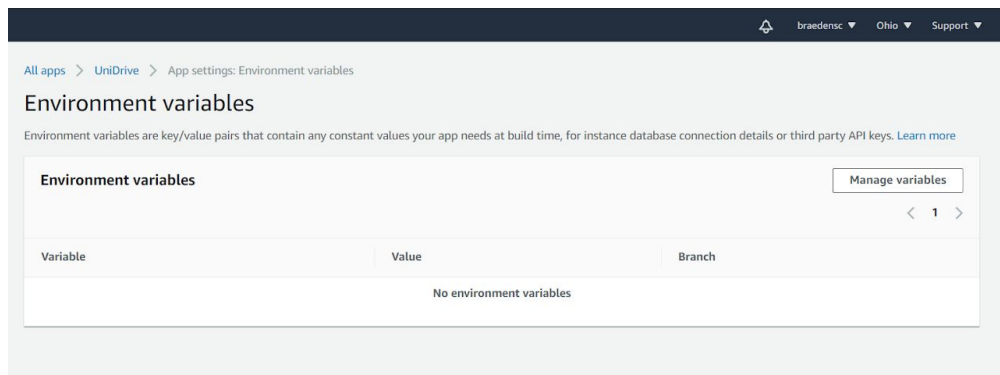 braedensc ▼ Ohio ▼ Support ▼
All apps > UniDrive > App settings: Environment variables
Environment variables
Environment variables are key/value pairs that contain any constant values your app needs at build time, for instance database connection details or third party API keys. Learn more
Environment variables Manage variables
< 1 >
Variable Value Branch
No environment variables